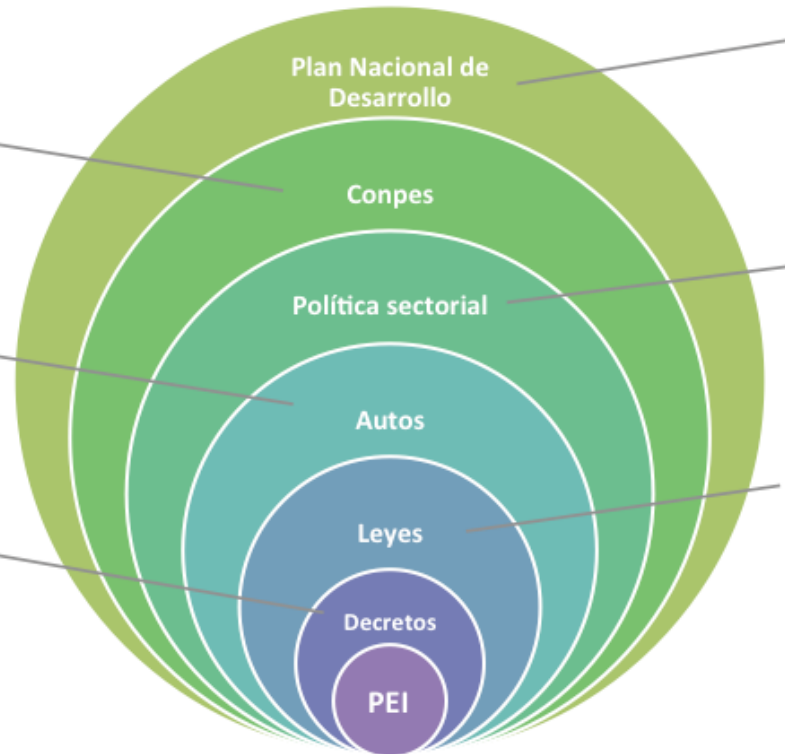 Plan Nacional de
Desarrollo
Conpes
Política sectorial
Autos
Leyes
Decretos
PEI